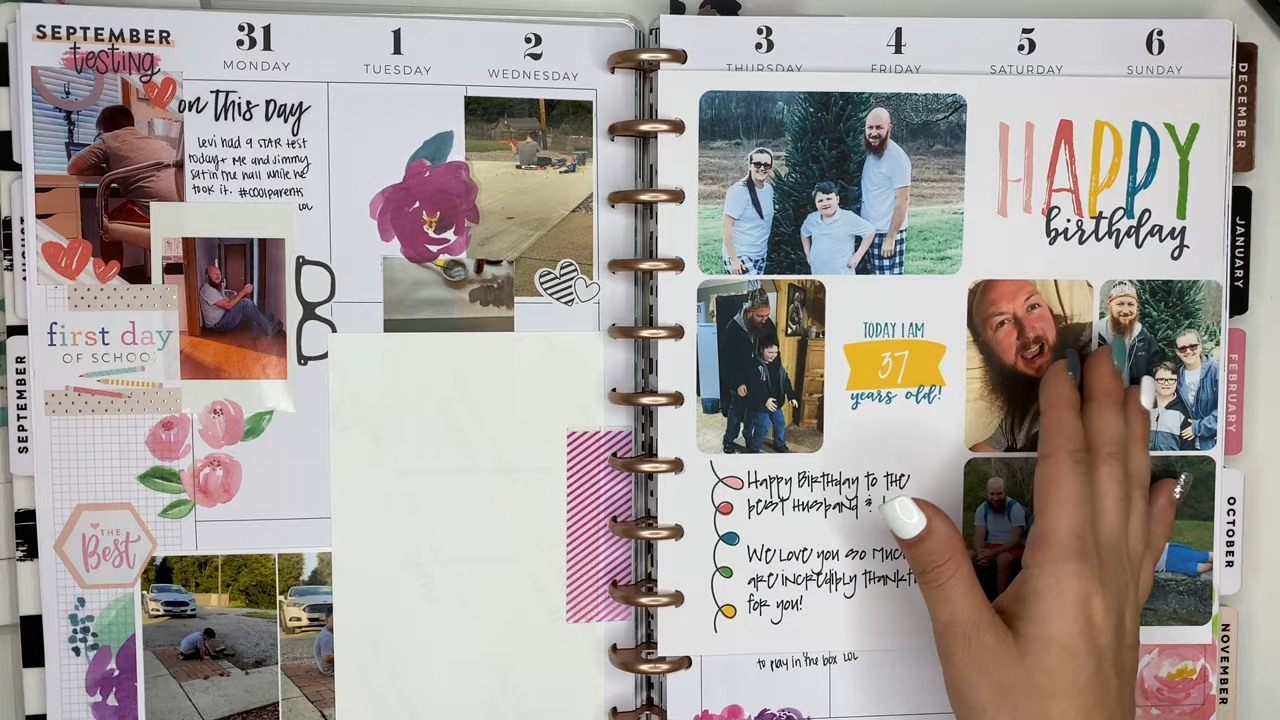 SEPTEMBER
testing
31
MONDAY
1
TUESDAY
2
WEDNESDAY
on This Day
Levi had a STAR test
today & me and Jimmy
sat in the hall while he
took it. #coolparents
LOL
first day
OF SCHOOL
THE
Best
AUGUST
SEPTEMBER
3
THURSDAY
4
FRIDAY
5
SATURDAY
6
SUNDAY
HAPPY
birthday
TODAY I AM
37
years old!
Happy Birthday to the
best Husband &
We Love you so much
are incredibly thank
for you!
to play in the box LOL
DECEMBER
JANUARY
FEBRUARY
OCTOBER
NOVEMBER